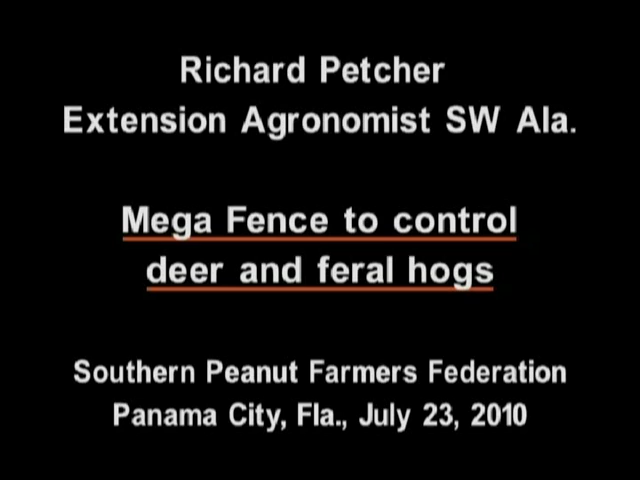 Richard Petcher
Extension Agronomist SW Ala.
Mega Fence to control
deer and feral hogs
Southern Peanut Farmers Federation
Panama City, Fla., July 23, 2010